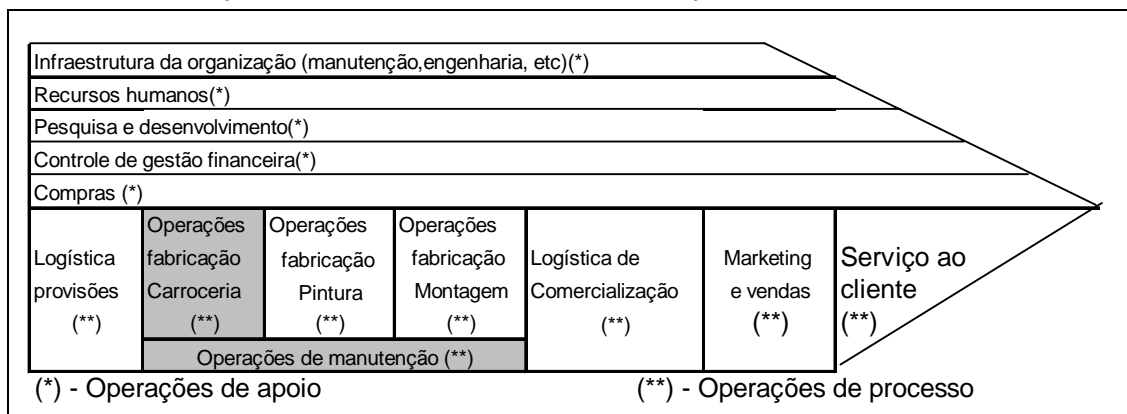 Infraestrutura da organização (manutenção,engenharia, etc)(*)
Recursos humanos(*)
Pesquisa e desenvolvimento(*)
Controle de gestão financeira(*)
Compras (*)
Logística
provisões
(**)
Operações
fabricação
Carroceria
(**)
Operações
fabricação
Pintura
(**)
Operações
fabricação
Montagem
(**)
Operações de manutenção (**)
Logística de
Comercialização
(**)
Marketing
e vendas
(**)
Serviço ao
cliente
(**)
(*) - Operações de apoio
(**) - Operações de processo